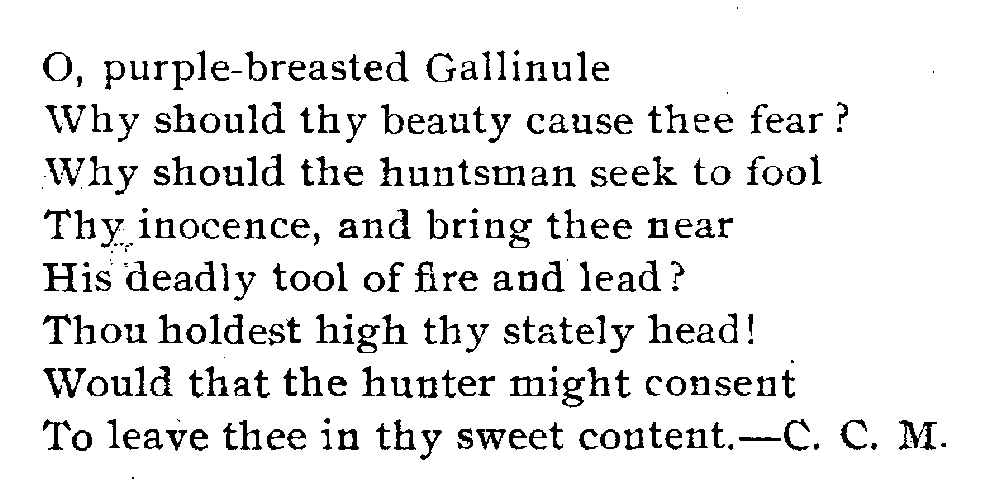 O, purple-breasted Gallinule
Why should thy beauty cause thee fear?
Why should the huntsman seek to fool
Thy inocence, and bring thee near
His deadly tool of fire and lead?
Thou holdest high thy stately head!
Would that the hunter might consent
To leave thee in thy sweet content.—C. C. M.